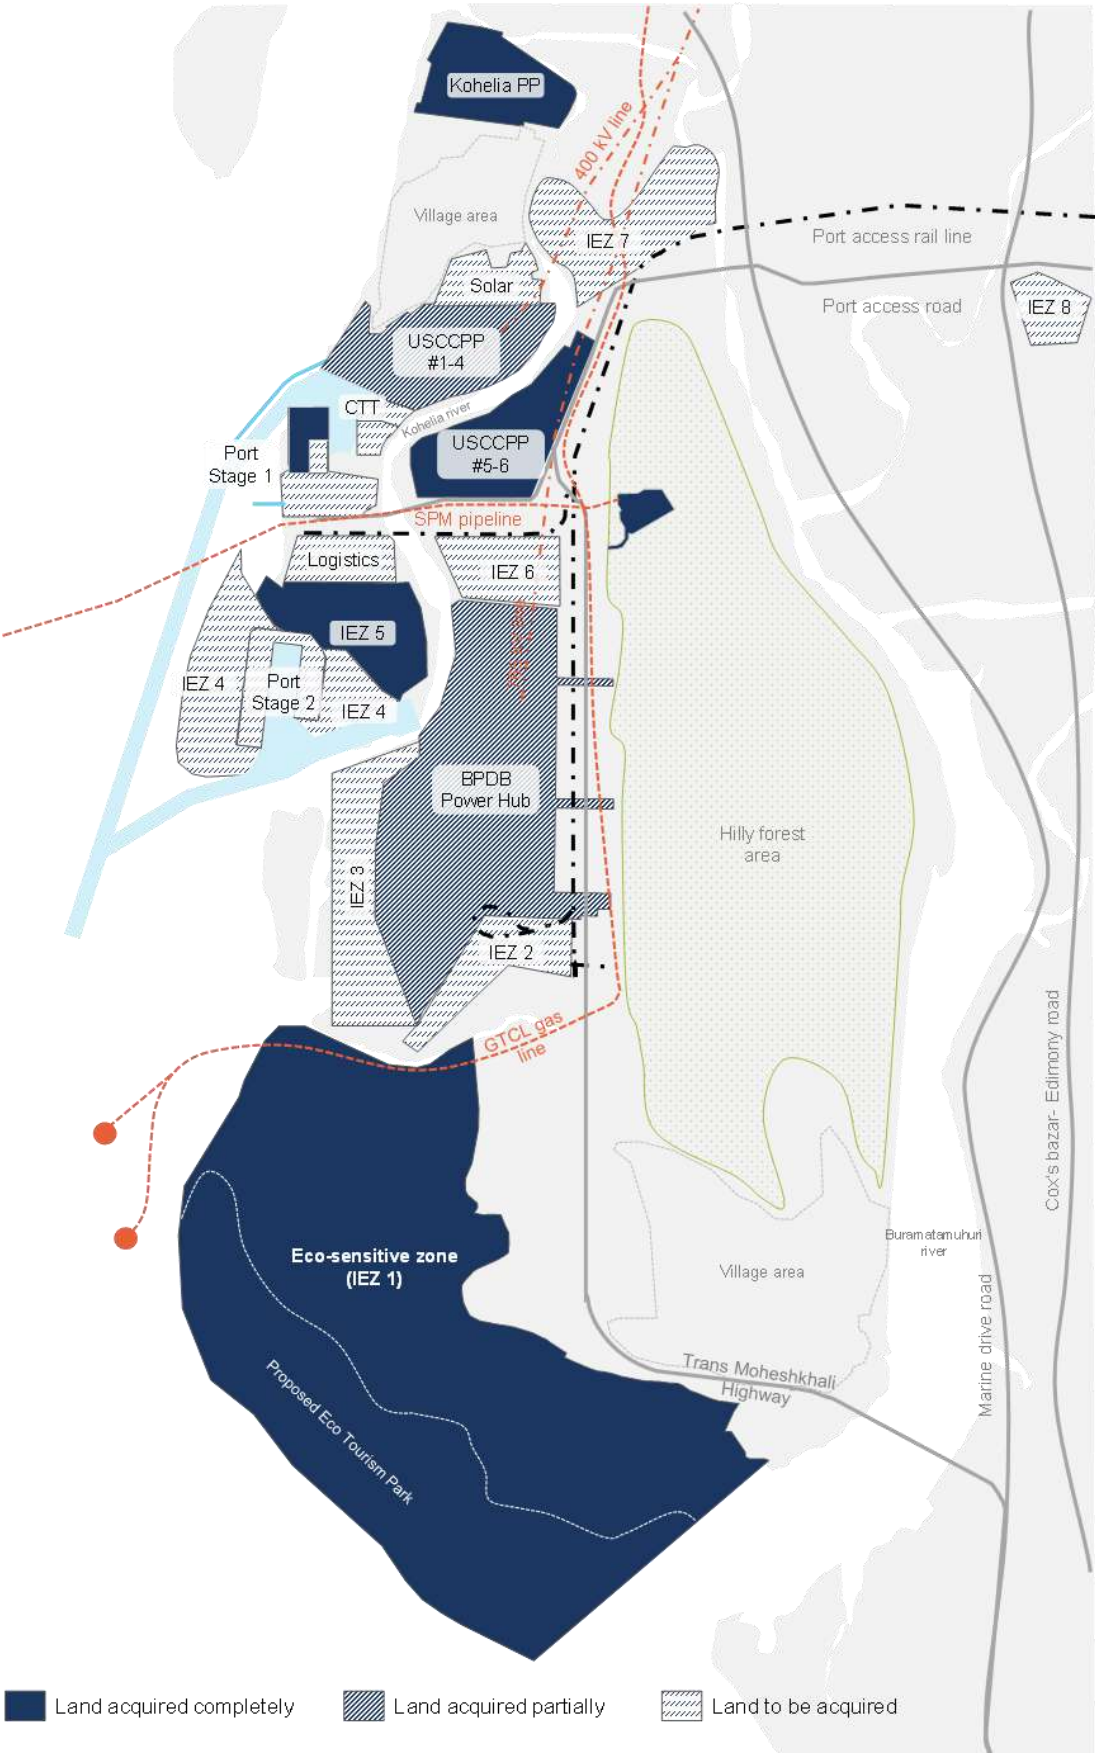 Kohelia PP
400 kV line
Village area
IEZ 7
Port access rail line
Solar
Port access road
IEZ 8
USCCPP
#1-4
CTT
Kohelia river
Port
Stage 1
USCCPP
#5-6
SPM pipeline
Logistics
IEZ 6
IEZ 5
IEZ 4
Port
Stage 2
IEZ 4
BPDB
Power Hub
Hilly forest
area
IEZ 3
IEZ 2
GTCL gas
line
Cox's bazar- Edimony road
Buramatamuhuri
river
Eco-sensitive zone
(IEZ 1)
Village area
Marine drive road
Trans Moheshkhali
Highway
Proposed Eco Tourism Park
Land acquired completely
Land acquired partially
Land to be acquired